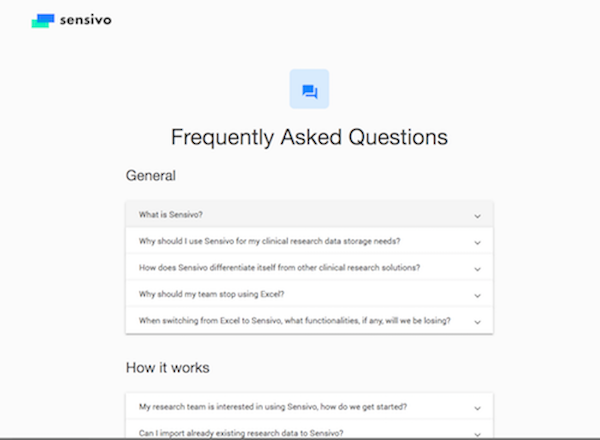 sensivo
Frequently Asked Questions
General
What is Sensivo?
Why should I use Sensivo for my clinical research data storage needs?
How does Sensivo differentiate itself from other clinical research solutions?
Why should my team stop using Excel?
When switching from Excel to Sensivo, what functionalities, if any, will we be losing?
How it works
My research team is interested in using Sensivo, how do we get started?
Can I import already existing research data to Sensivo?